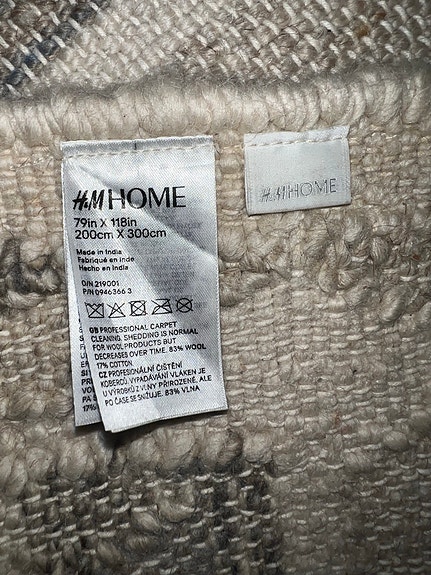 H&M HOME
79in X 118in
200cm X 300cm
Made in India
Fabriqué en Inde
Hecho en India
O/N 219001
P/N 0946366 3
GB PROFESSIONAL CARPET
CLEANING. SHEDDING IS NORMAL
FOR WOOL PRODUCTS BUT
DECREASES OVER TIME. 83% WOOL
17% COTTON.
CZ PROFESIONÁLNÍ ČIŠTĚNÍ
KOBERCŮ. VYPADÁVÁNÍ VLÁKEN JE
U VÝROBKŮ Z VLNY PŘIROZENÉ, ALE
PO ČASE SE SNIŽUJE. 83% VLNA
17%
H&M HOME